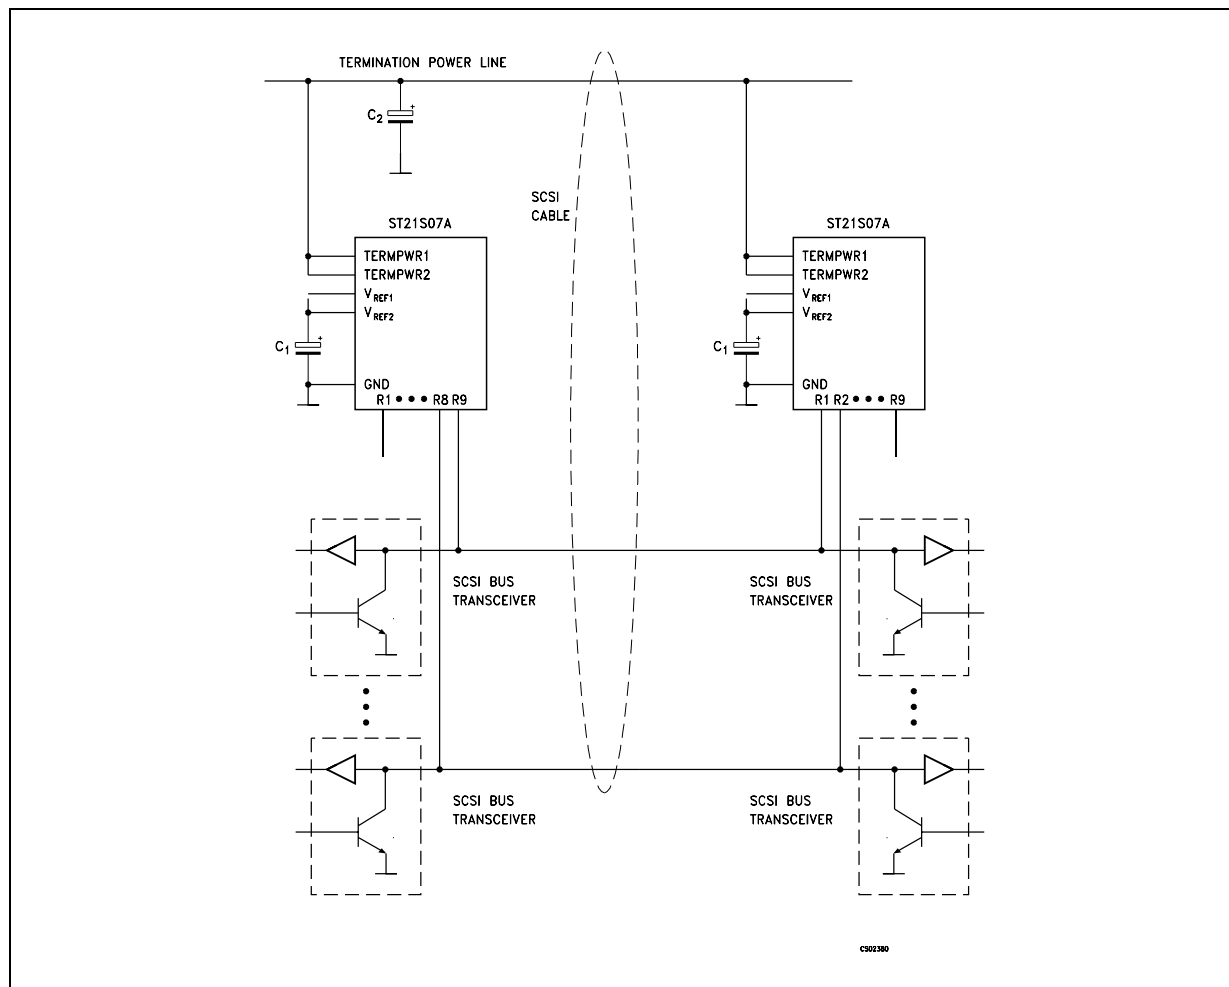 TERMINATION POWER LINE
C2
+
SCSI
CABLE
ST21S07A
TERMPWR1
TERMPWR2
VREF1
VREF2
C1
+
GND
R1 ••• R8 R9
ST21S07A
TERMPWR1
TERMPWR2
VREF1
VREF2
C1
+
GND
R1 R2 ••• R9
SCSI BUS
TRANSCEIVER
SCSI BUS
TRANSCEIVER
SCSI BUS
TRANSCEIVER
SCSI BUS
TRANSCEIVER
CS02380